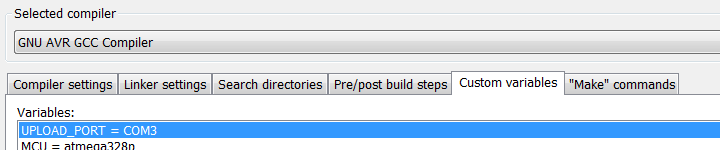 Selected compiler
GNU AVR GCC Compiler
Compiler settings Linker settings Search directories Pre/post build steps Custom variables "Make" commands
Variables:
UPLOAD_PORT = COM3
MCU = atmega328p